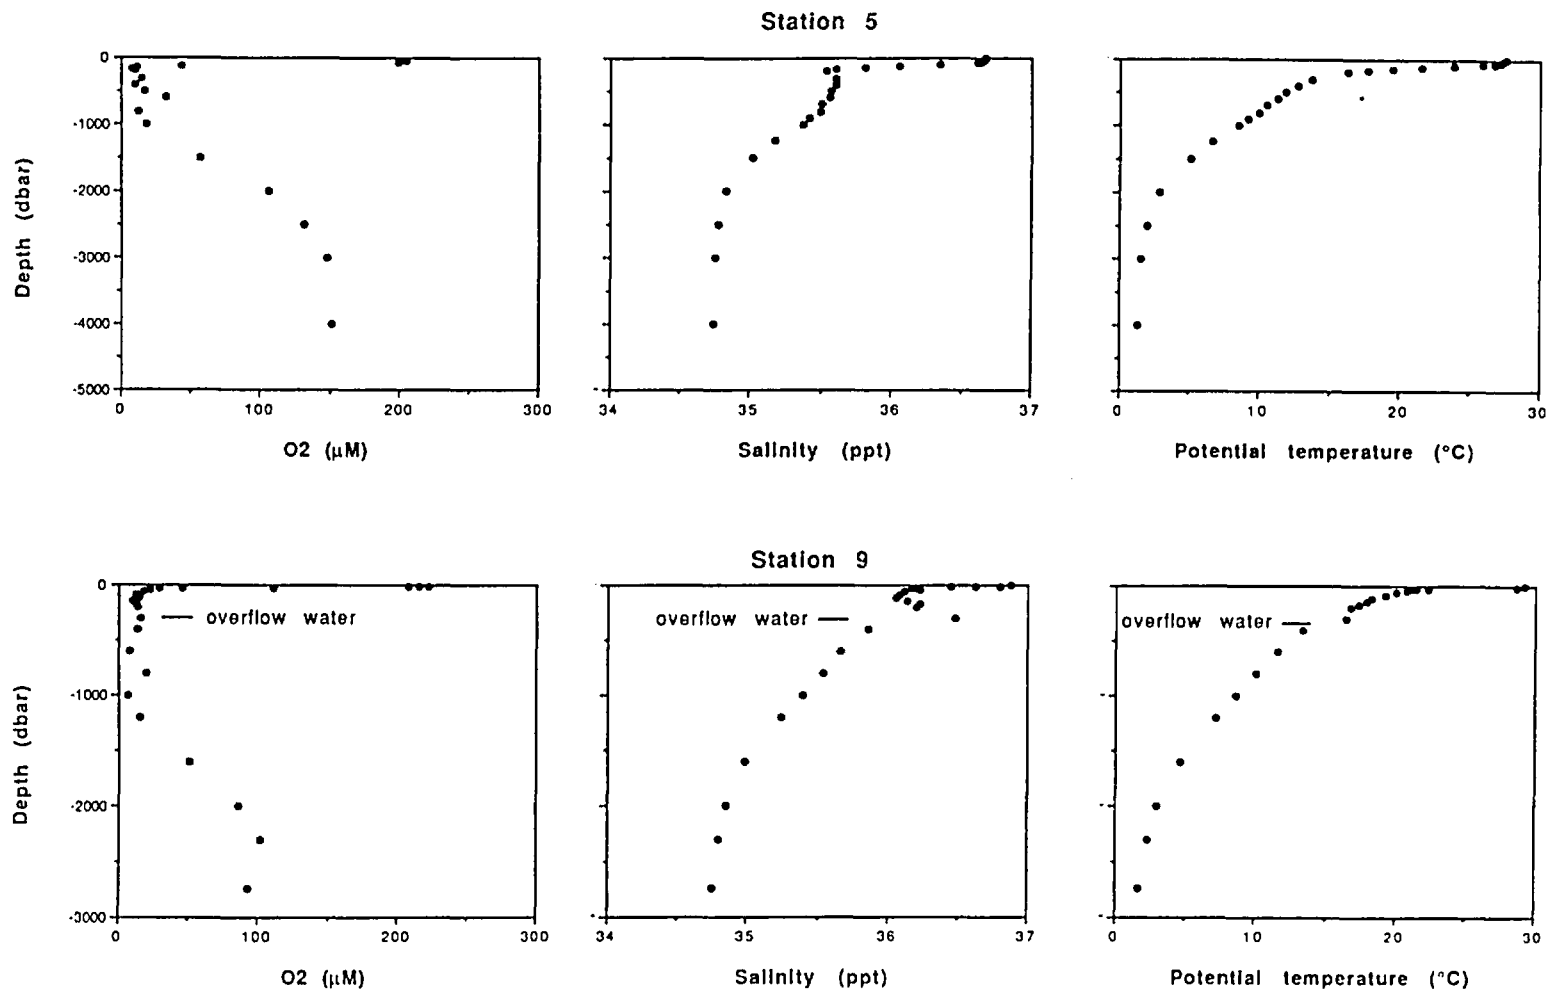 Station 5
0
-1000
-2000
-3000
-4000
-5000
Depth (dbar)
0 100 200 300
O2 (µM)
34 35 36 37
Salinity (ppt)
0 10 20 30
Potential temperature (°C)
Station 9
0
-1000
-2000
-3000
Depth (dbar)
overflow water
overflow water
overflow water
0 100 200 300
O2 (µM)
34 35 36 37
Salinity (ppt)
0 10 20 30
Potential temperature (°C)